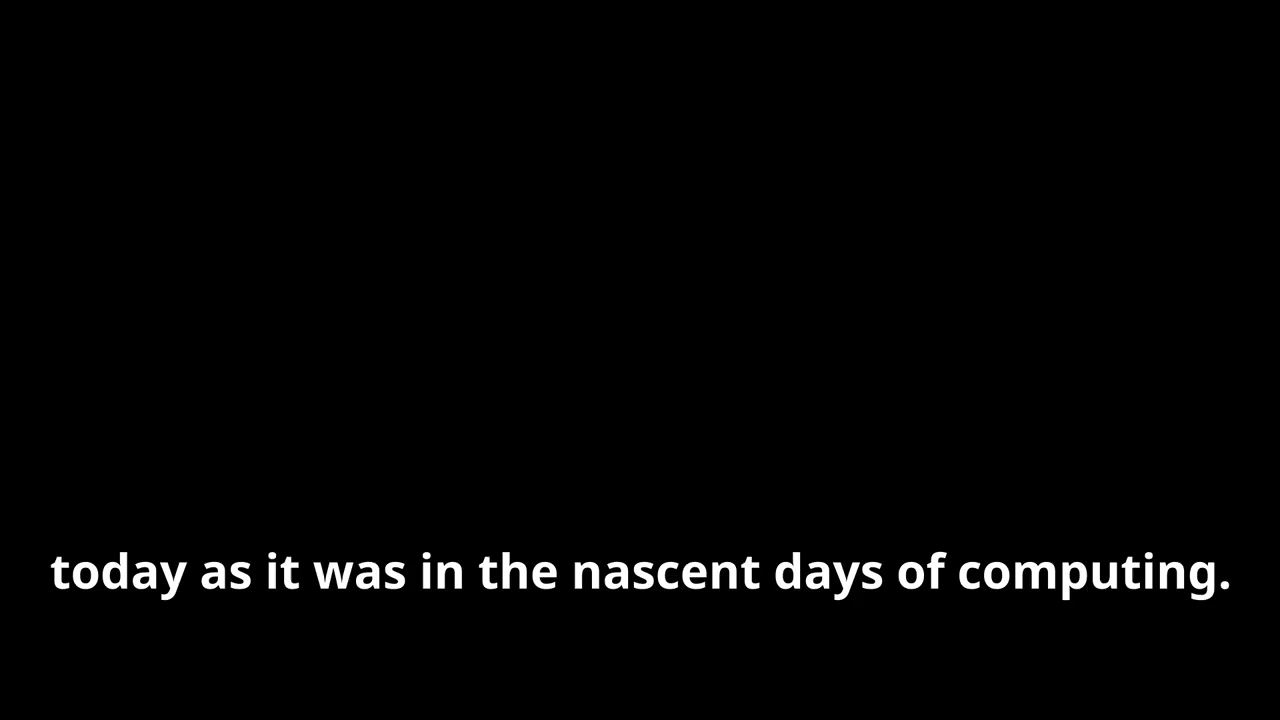 today as it was in the nascent days of computing.